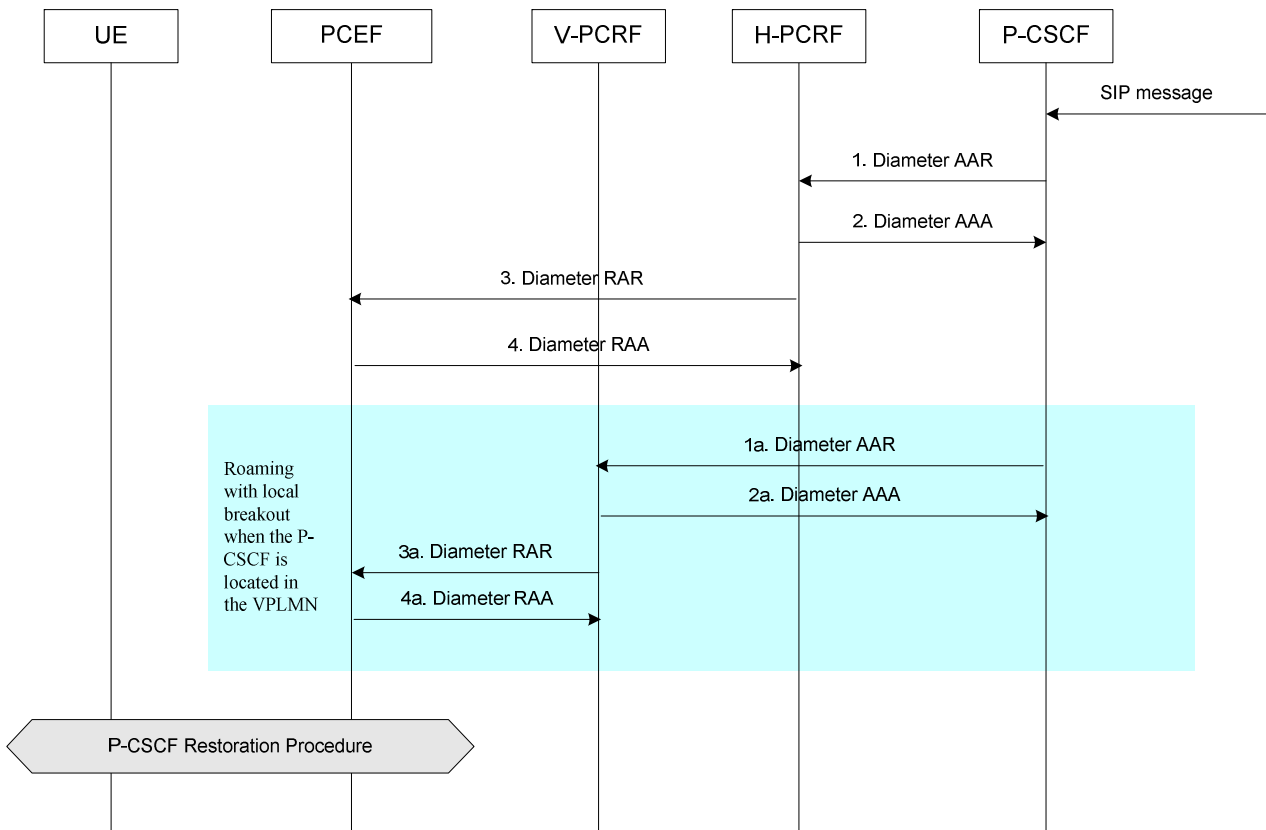 UE
PCEF
V-PCRF
H-PCRF
P-CSCF
SIP message
1. Diameter AAR
2. Diameter AAA
3. Diameter RAR
4. Diameter RAA
1a. Diameter AAR
Roaming
with local
breakout
when the P-
CSCF is
located in
the VPLMN
2a. Diameter AAA
3a. Diameter RAR
4a. Diameter RAA
P-CSCF Restoration Procedure